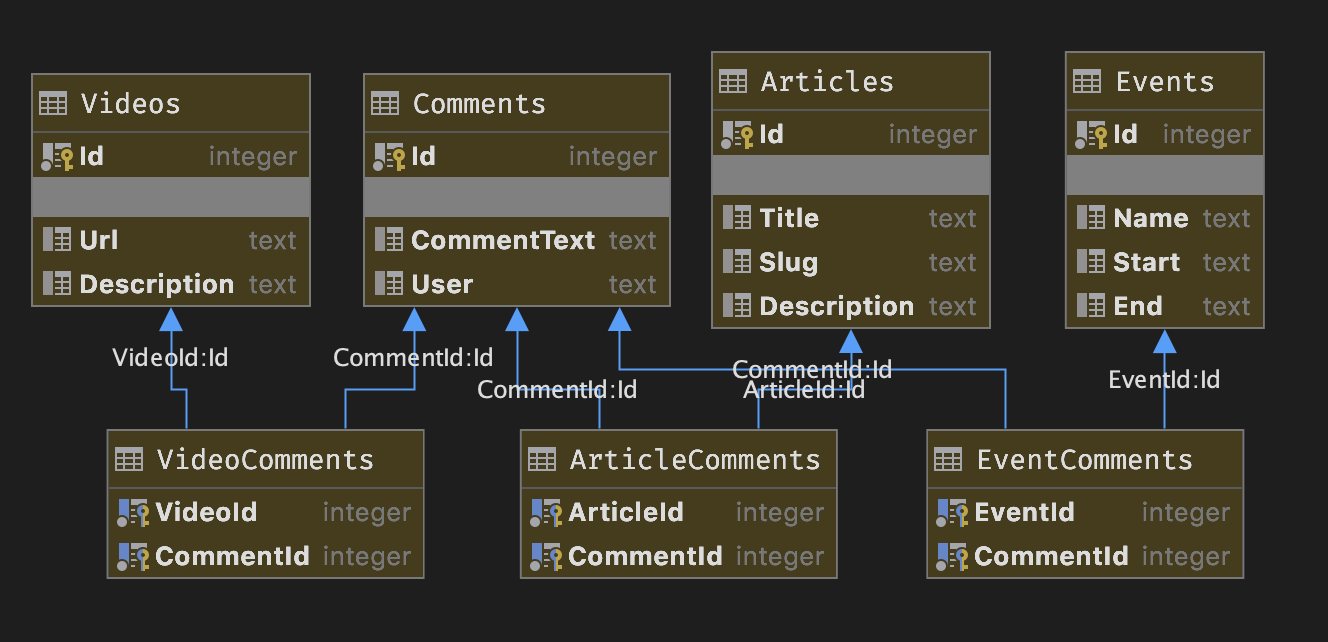 Videos
Id integer
Url text
Description text
Comments
Id integer
CommentText text
User text
Articles
Id integer
Title text
Slug text
Description text
Events
Id integer
Name text
Start text
End text
VideoId:Id
CommentId:Id
CommentId:Id
CommentId:Id
ArticleId:Id
EventId:Id
VideoComments
VideoId integer
CommentId integer
ArticleComments
ArticleId integer
CommentId integer
EventComments
EventId integer
CommentId integer